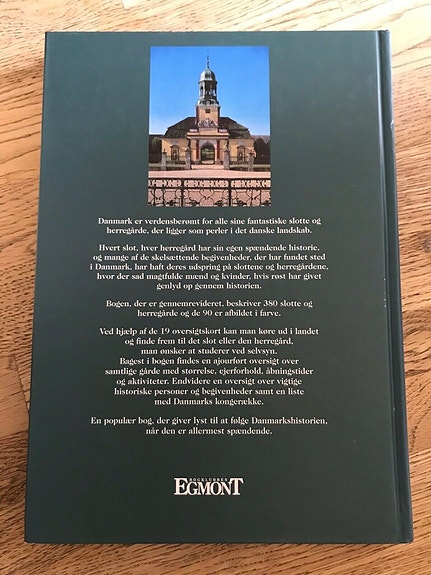 Danmark er verdensberømt for alle sine fantastiske slotte og
herregårde, der ligger som perler i det danske landskab.
Hvert slot, hver herregård har sin egen spændende historie,
og mange af de skelsættende begivenheder, der har fundet sted
i Danmark, har haft deres udspring på slottene og herregårdene,
hvor der sad magtfulde mænd og kvinder, hvis røst har givet
genlyd op gennem historien.
Bogen, der er gennemrevideret, beskriver 380 slotte og
herregårde og de 90 er afbildet i farve.
Ved hjælp af de 19 oversigtskort kan man køre ud i landet
og finde frem til det slot eller den herregård,
man ønsker at studerer ved selvsyn.
Bagest i bogen findes en ajourført oversigt over
samtlige gårde med størrelse, ejerforhold, åbningstider
og aktiviteter. Endvidere en oversigt over vigtige
historiske personer og begivenheder samt en liste
med Danmarks kongerække.
En populær bog, der giver lyst til at følge Danmarkshistorien,
når den er allermest spændende.
BOGKLUBBEN
EGMONT